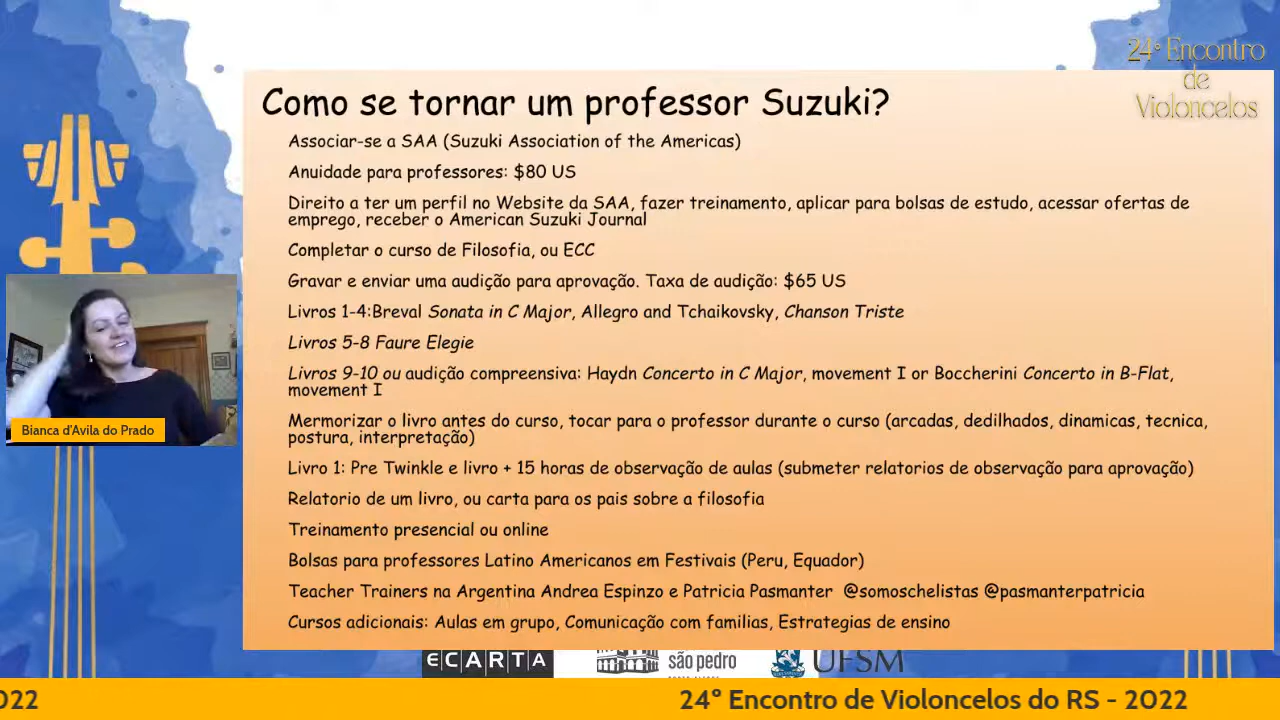 24º Encontro
de
Violoncelos
Como se tornar um professor Suzuki?
Associar-se a SAA (Suzuki Association of the Americas)
Anuidade para professores: $80 US
Direito a ter um perfil no Website da SAA, fazer treinamento, aplicar para bolsas de estudo, acessar ofertas de
emprego, receber o American Suzuki Journal
Completar o curso de Filosofia, ou ECC
Gravar e enviar uma audição para aprovação. Taxa de audição: $65 US
Livros 1-4:Breval Sonata in C Major, Allegro and Tchaikovsky, Chanson Triste
Livros 5-8 Faure Elegie
Livros 9-10 ou audição compreensiva: Haydn Concerto in C Major, movement I or Boccherini Concerto in B-Flat,
movement I
Mermorizar o livro antes do curso, tocar para o professor durante o curso (arcadas, dedilhados, dinamicas, tecnica,
postura, interpretação)
Livro 1: Pre Twinkle e livro + 15 horas de observação de aulas (submeter relatorios de observação para aprovação)
Relatorio de um livro, ou carta para os pais sobre a filosofia
Treinamento presencial ou online
Bolsas para professores Latino Americanos em Festivais (Peru, Equador)
Teacher Trainers na Argentina Andrea Espinzo e Patricia Pasmanter @somoschelistas @pasmanterpatricia
Cursos adicionais: Aulas em grupo, Comunicação com familias, Estrategias de ensino
Bianca d'Avila do Prado
ECARTA
são pedro
UFSM
022
24º Encontro de Violoncelos do RS - 2022